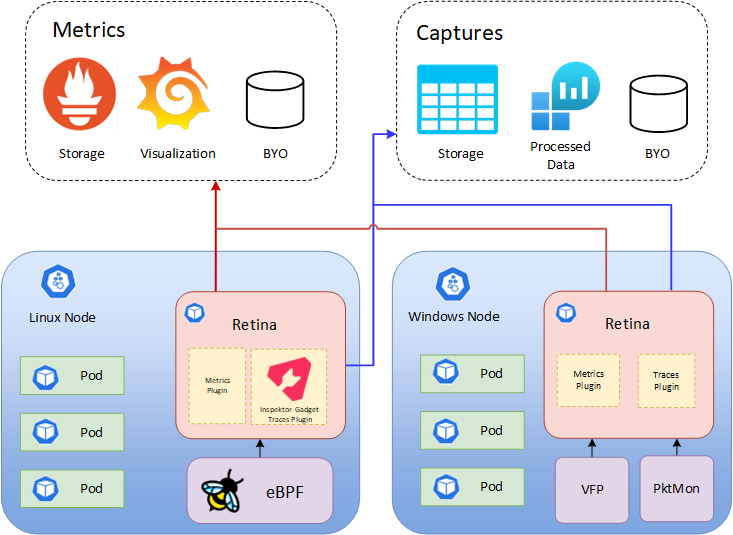 Metrics
Storage
Visualization
BYO
Captures
Storage
Processed
Data
BYO
Linux Node
Pod
Pod
Pod
Retina
Metrics
Plugin
Inspektor-Gadget
Traces Plugin
eBPF
Windows Node
Pod
Pod
Pod
Retina
Metrics
Plugin
Traces
Plugin
VFP
PktMon